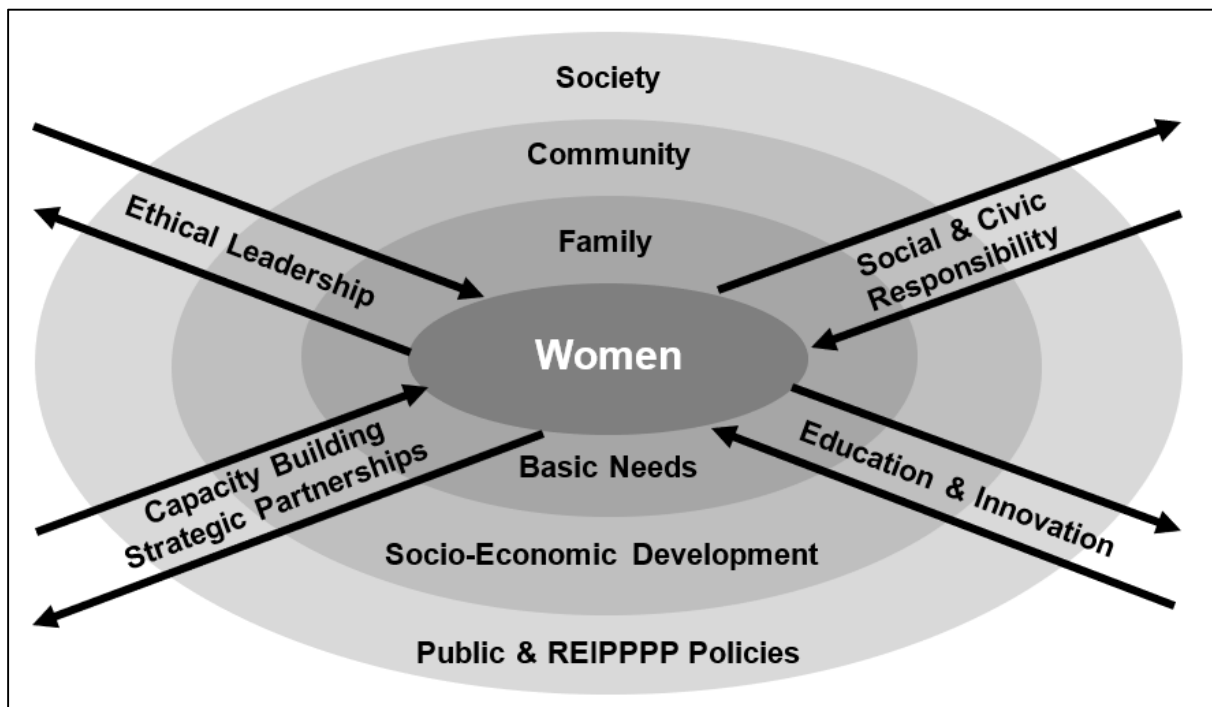 Society
Community
Family
Ethical Leadership
Social & Civic
Responsibility
Women
Capacity Building
Strategic Partnerships
Basic Needs
Education & Innovation
Socio-Economic Development
Public & REIPPPP Policies